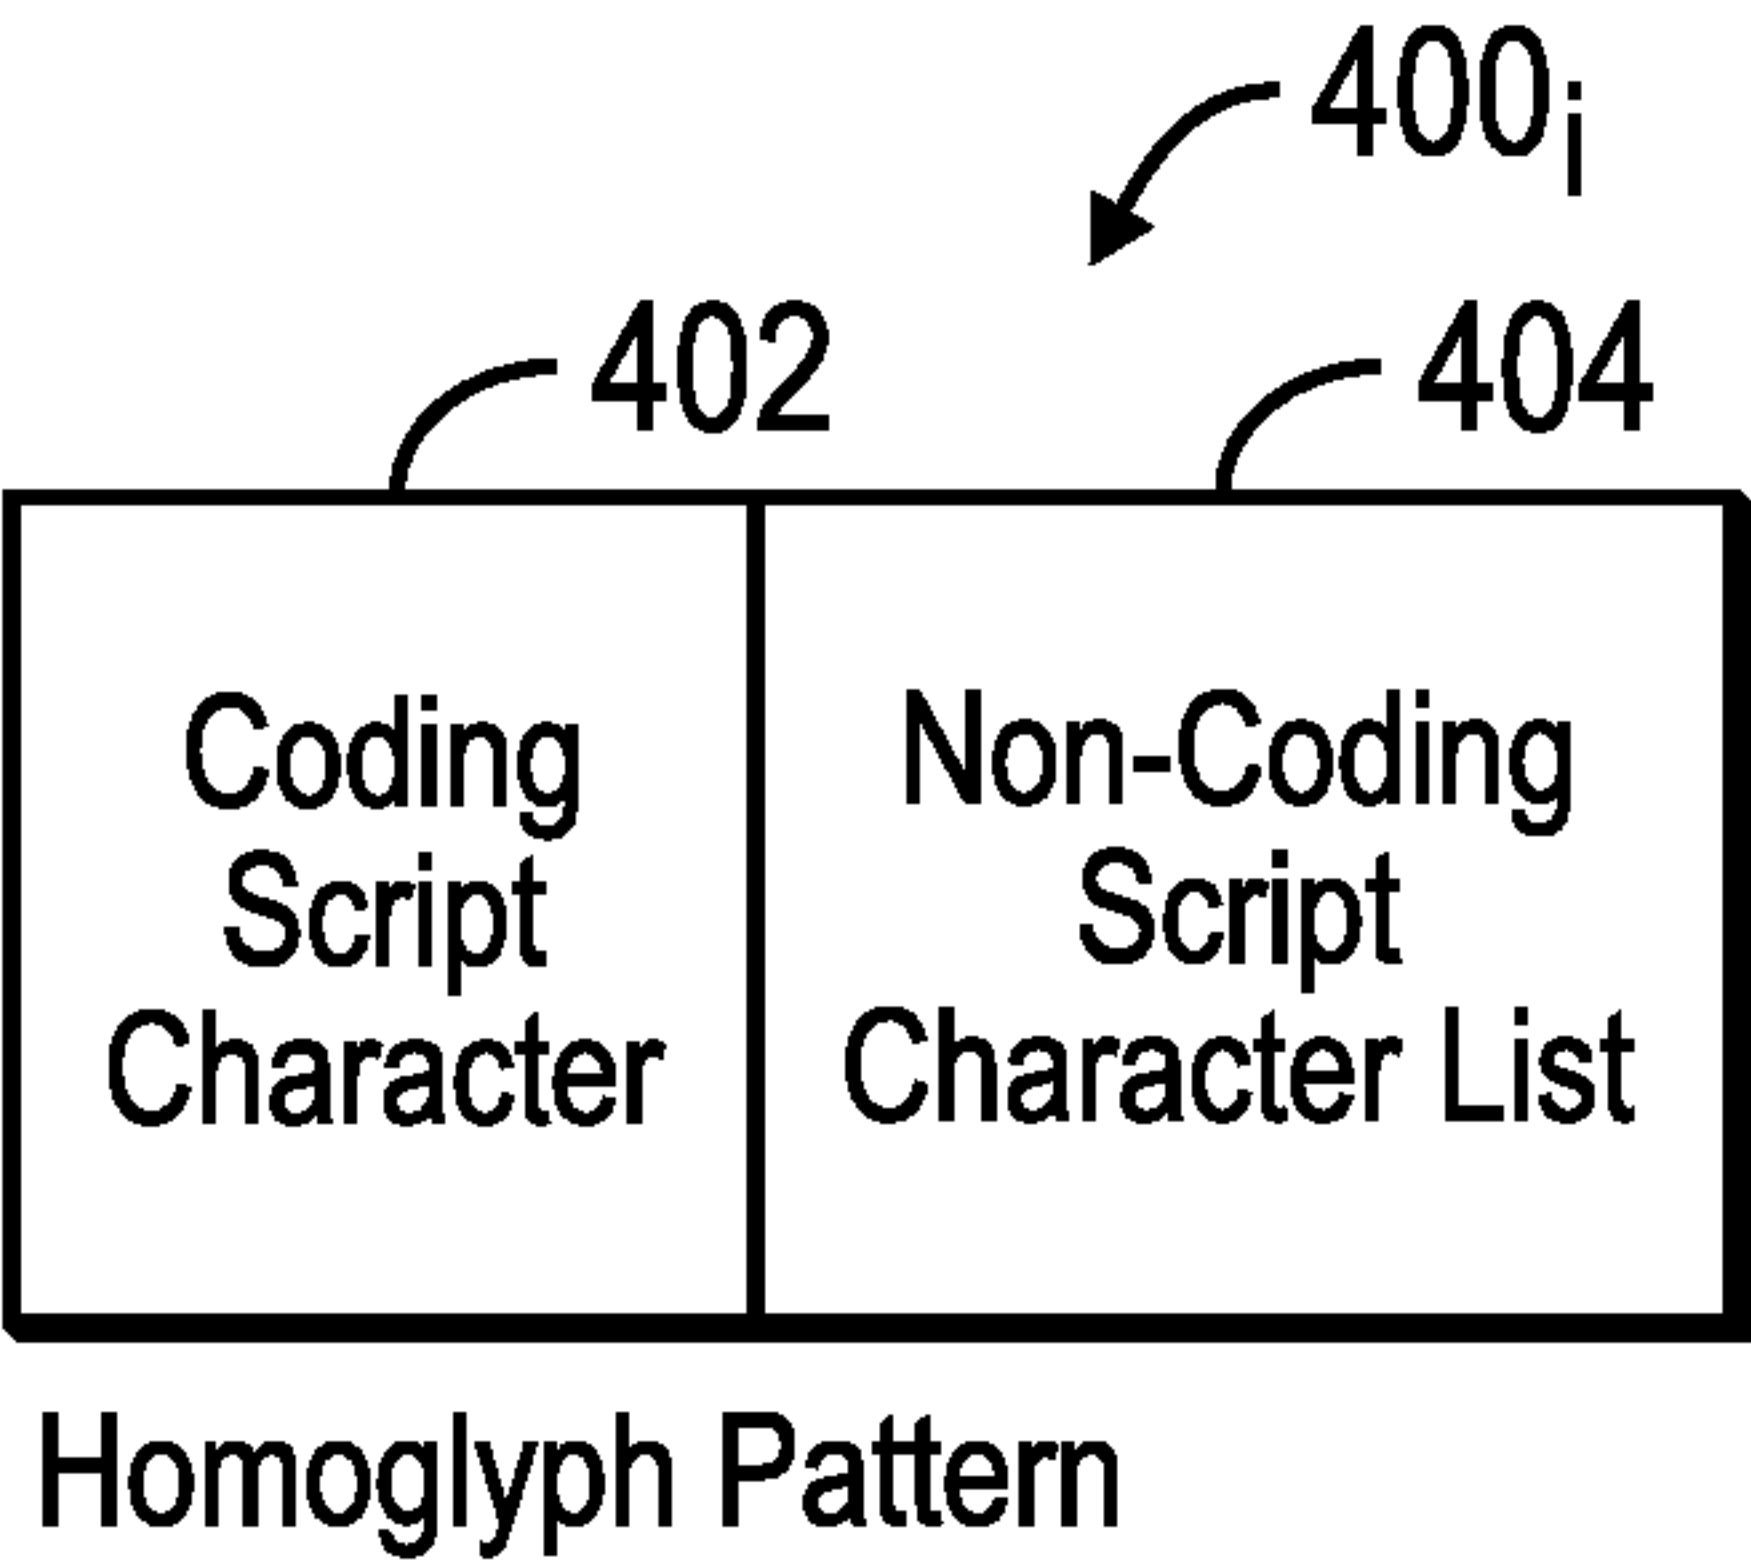 400i
402 404
Coding
Script
Character
Non-Coding
Script
Character List
Homoglyph Pattern